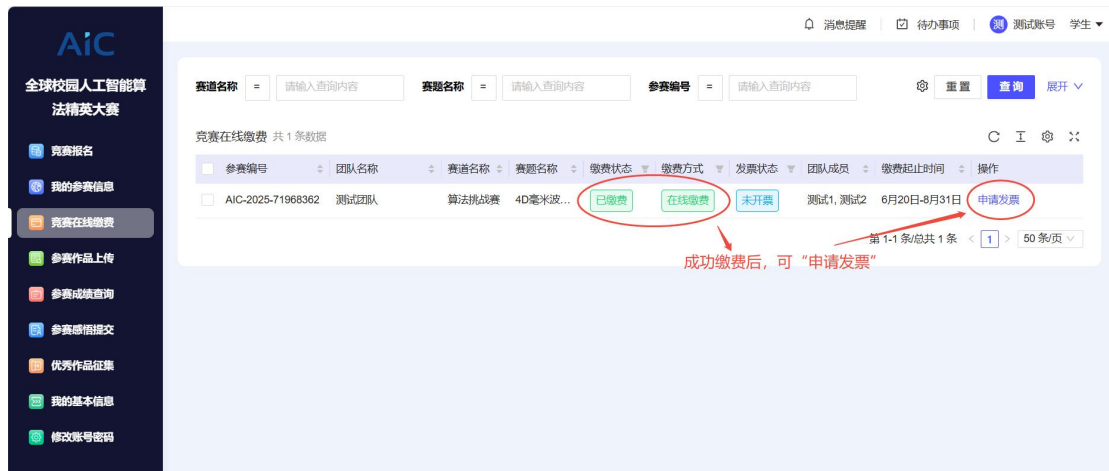 消息提醒 待办事项 测 测试账号 学生
AiC
全球校园人工智能算
法精英大赛
竞赛报名
我的参赛信息
竞赛在线缴费
参赛作品上传
参赛成绩查询
参赛感悟提交
优秀作品征集
我的基本信息
修改账号密码
赛道名称 = 请输入查询内容 赛题名称 = 请输入查询内容 参赛编号 = 请输入查询内容 重置 查询 展开
竞赛在线缴费 共 1 条数据
参赛编号 团队名称 赛道名称 赛题名称 缴费状态 缴费方式 发票状态 团队成员 缴费起止时间 操作
AIC-2025-71968362 测试团队 算法挑战赛 4D毫米波... 已缴费 在线缴费 未开票 测试1, 测试2 6月20日-8月31日 申请发票
第 1-1 条/总共 1 条 < 1 > 50 条/页
成功缴费后，可“申请发票”